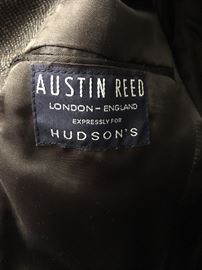 AUSTIN REED
LONDON – ENGLAND
EXPRESSLY FOR
HUDSON'S